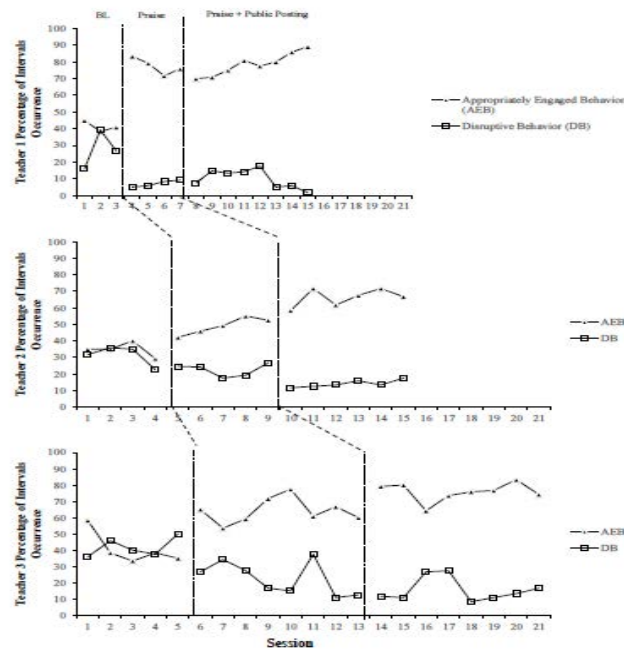 BL Praise Praise + Public Posting
Teacher 1 Percentage of Intervals
Occurrence
100
90
80
70
60
50
40
30
20
10
0
1 2 3 4 5 6 7 8 9 10 11 12 13 14 15 16 17 18 19 20 21
Appropriately Engaged Behavior
(AEB)
Disruptive Behavior (DB)
Teacher 2 Percentage of Intervals
Occurrence
100
90
80
70
60
50
40
30
20
10
0
1 2 3 4 5 6 7 8 9 10 11 12 13 14 15 16 17 18 19 20 21
AEB
DB
Teacher 3 Percentage of Intervals
Occurrence
100
90
80
70
60
50
40
30
20
10
0
1 2 3 4 5 6 7 8 9 10 11 12 13 14 15 16 17 18 19 20 21
AEB
DB
Session